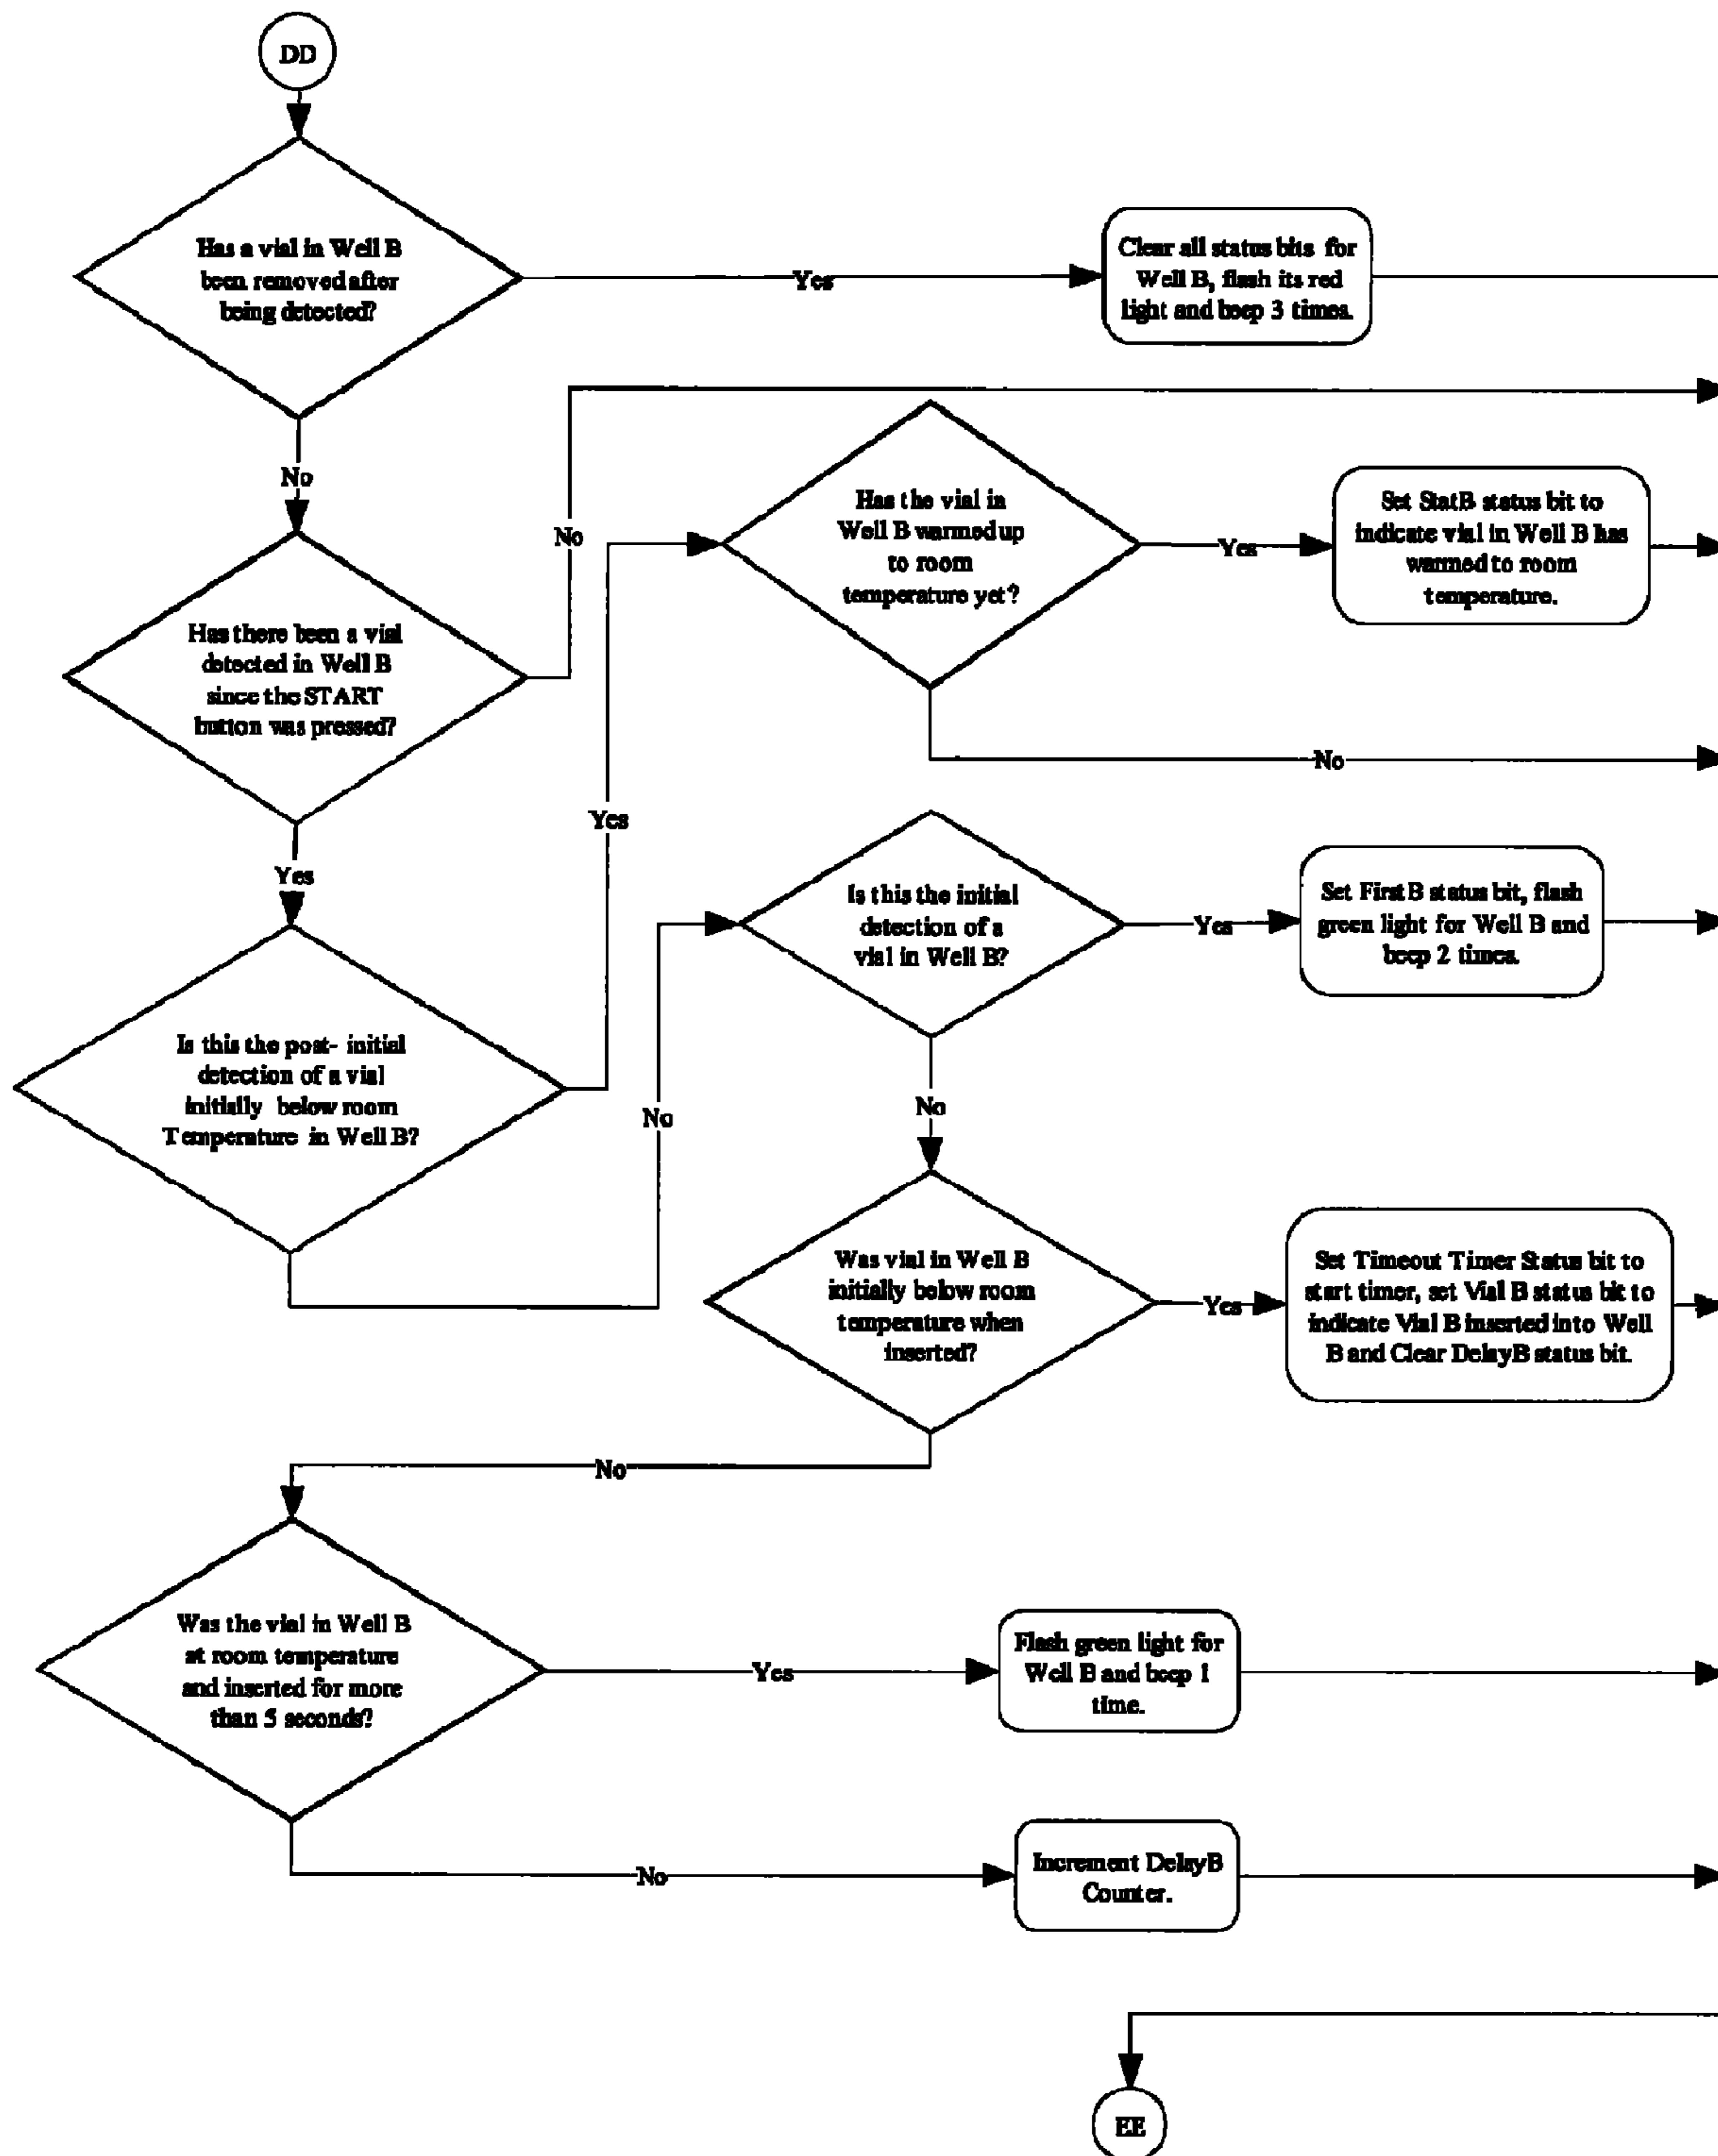 DD
Has a vial in Well B
been removed after
being detected?
Yes
Clear all status bits for
Well B, flash its red
light and beep 3 times.
No
Has there been a vial
detected in Well B
since the START
button was pressed?
No
Yes
Is this the post- initial
detection of a vial
initially below room
Temperature in Well B?
Yes
Has the vial in
Well B warmed up
to room
temperature yet?
Yes
Set StatB status bit to
indicate vial in Well B has
warmed to room
temperature.
No
No
Is this the initial
detection of a
vial in Well B?
Yes
Set FirstB status bit, flash
green light for Well B and
beep 2 times.
No
Was vial in Well B
initially below room
temperature when
inserted?
Yes
Set Timeout Timer Status bit to
start timer, set Vial B status bit to
indicate Vial B inserted into Well
B and Clear DelayB status bit.
No
Was the vial in Well B
at room temperature
and inserted for more
than 5 seconds?
Yes
Flash green light for
Well B and beep 1
time.
No
Increment DelayB
Counter.
EE